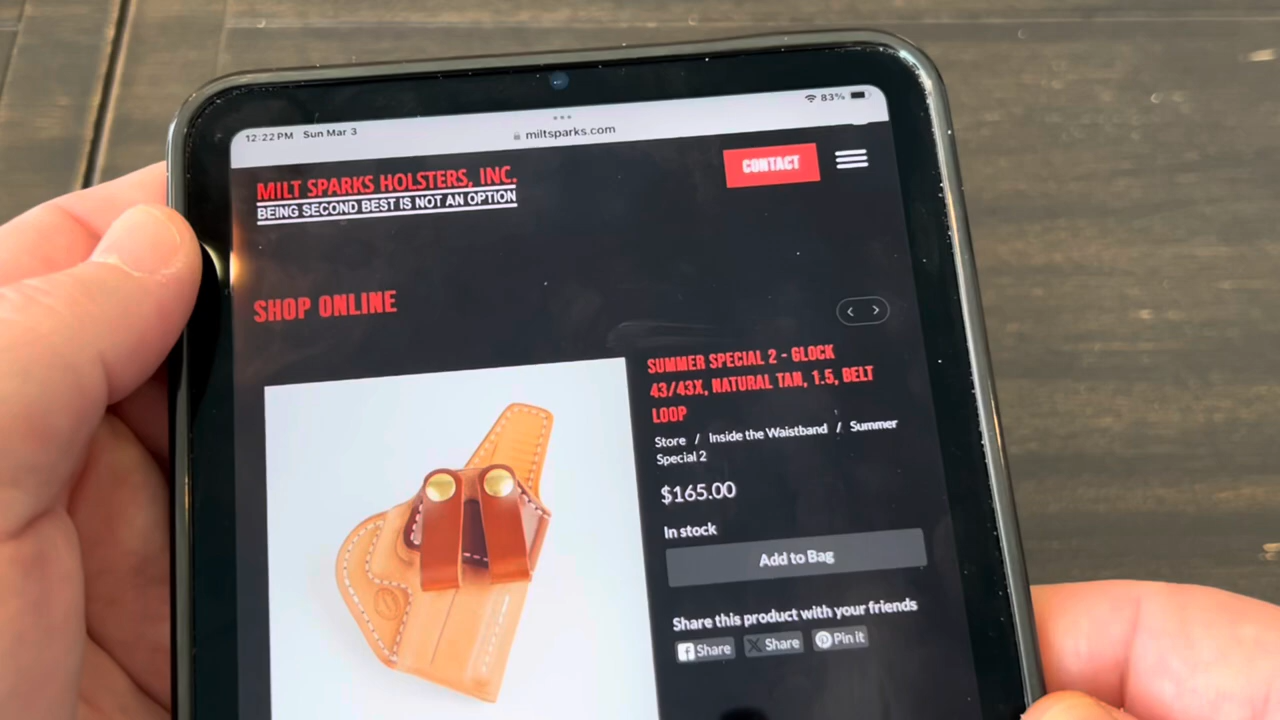 12:22 PM Sun Mar 3
83%
miltsparks.com
MILT SPARKS HOLSTERS, INC.
BEING SECOND BEST IS NOT AN OPTION
CONTACT
SHOP ONLINE
SUMMER SPECIAL 2 - GLOCK
43/43X, NATURAL TAN, 1.5, BELT
LOOP
Store / Inside the Waistband / Summer
Special 2
$165.00
In stock
Add to Bag
Share this product with your friends
Share
Share
Pin it